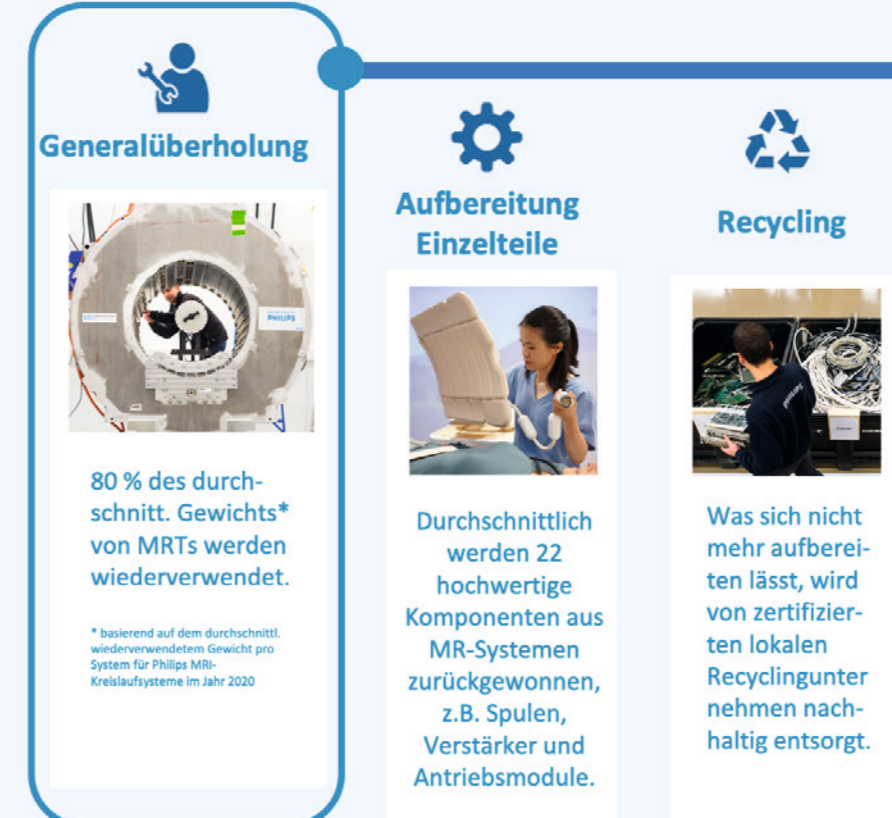 Generalüberholung
PHILIPS
80 % des durch-
schnitt. Gewichts*
von MRTs werden
wiederverwendet.
* basierend auf dem durchschnittl.
wiederverwendetem Gewicht pro
System für Philips MRI-
Kreislaufsysteme im Jahr 2020
Aufbereitung
Einzelteile
Durchschnittlich
werden 22
hochwertige
Komponenten aus
MR-Systemen
zurückgewonnen,
z.B. Spulen,
Verstärker und
Antriebsmodule.
Recycling
Was sich nicht
mehr aufberei-
ten lässt, wird
von zertifizier-
ten lokalen
Recyclingunter
nehmen nach-
haltig entsorgt.